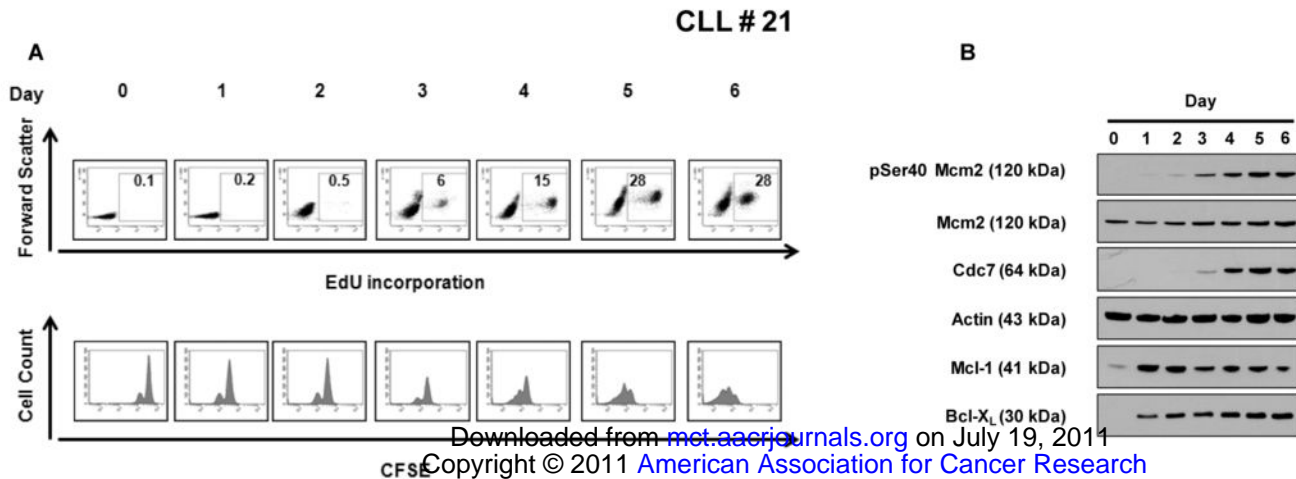 CLL # 21
A
Day 0 1 2 3 4 5 6
Forward Scatter
0.1 0.2 0.5 6 15 28 28
EdU incorporation
Cell Count
CFSE
B
Day
0 1 2 3 4 5 6
pSer40 Mcm2 (120 kDa)
Mcm2 (120 kDa)
Cdc7 (64 kDa)
Actin (43 kDa)
Mcl-1 (41 kDa)
Bcl-XL (30 kDa)
Downloaded from mct.aacrjournals.org on July 19, 2011
Copyright © 2011 American Association for Cancer Research